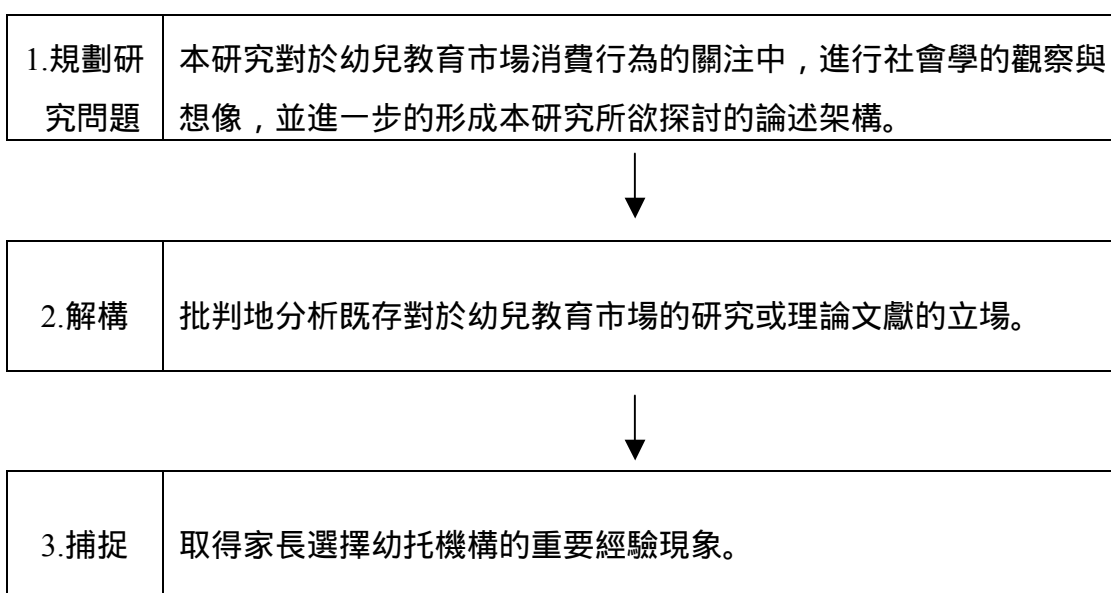 1.規劃研究問題
本研究對於幼兒教育市場消費行為的關注中，進行社會學的觀察與
想像，並進一步的形成本研究所欲探討的論述架構。
2.解構
批判地分析既存對於幼兒教育市場的研究或理論文獻的立場。
3.捕捉
取得家長選擇幼托機構的重要經驗現象。